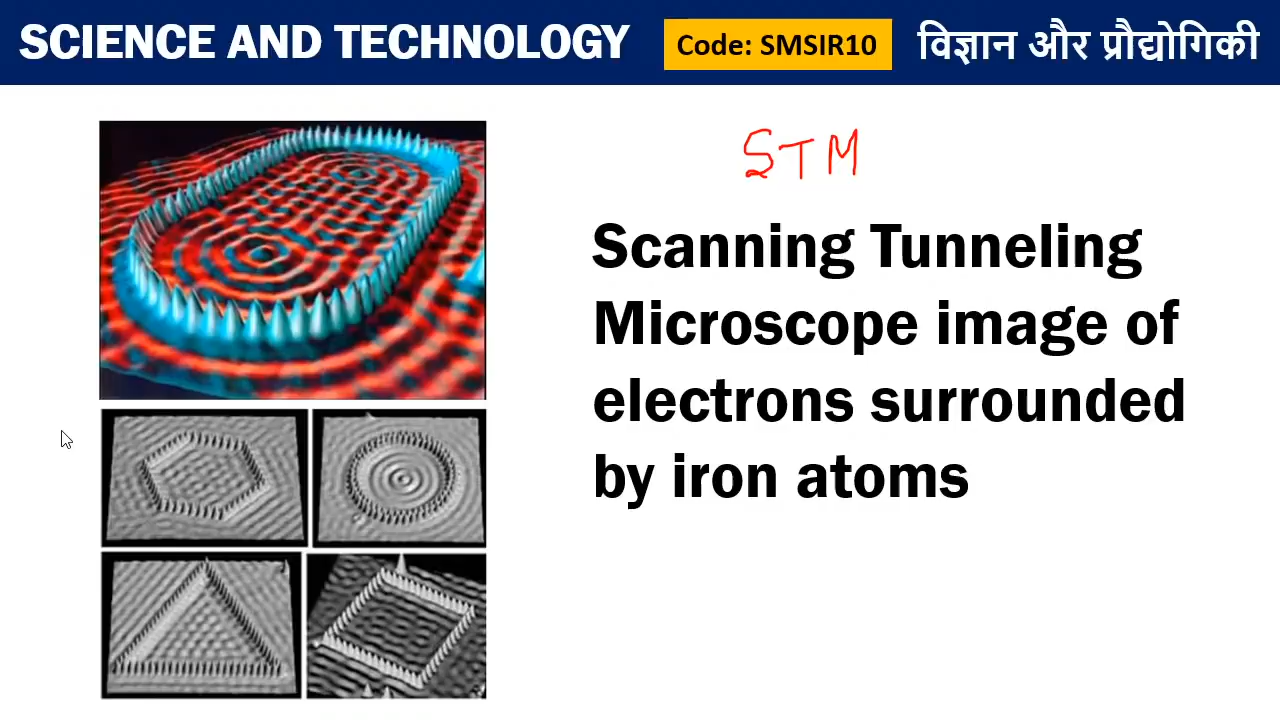 SCIENCE AND TECHNOLOGY
Code: SMSIR10
विज्ञान और प्रौद्योगिकी
STM
Scanning Tunneling
Microscope image of
electrons surrounded
by iron atoms